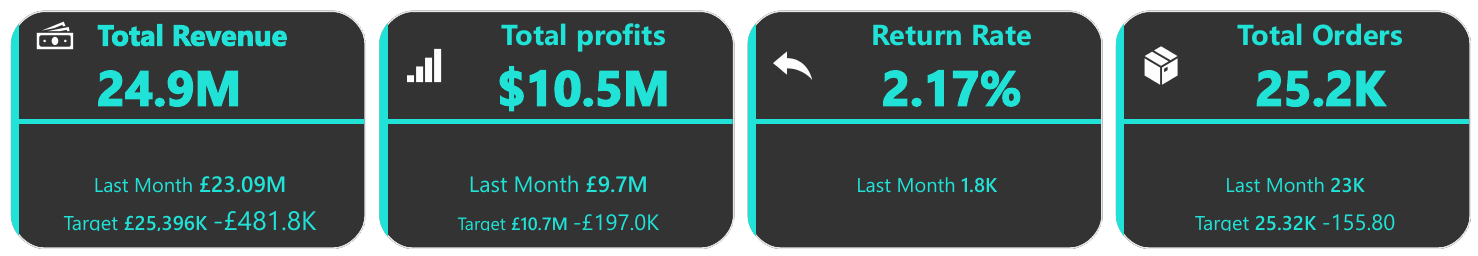 Total Revenue
24.9M
Last Month £23.09M
Target £25,396K -£481.8K
Total profits
$10.5M
Last Month £9.7M
Target £10.7M -£197.0K
Return Rate
2.17%
Last Month 1.8K
Total Orders
25.2K
Last Month 23K
Target 25.32K -155.80